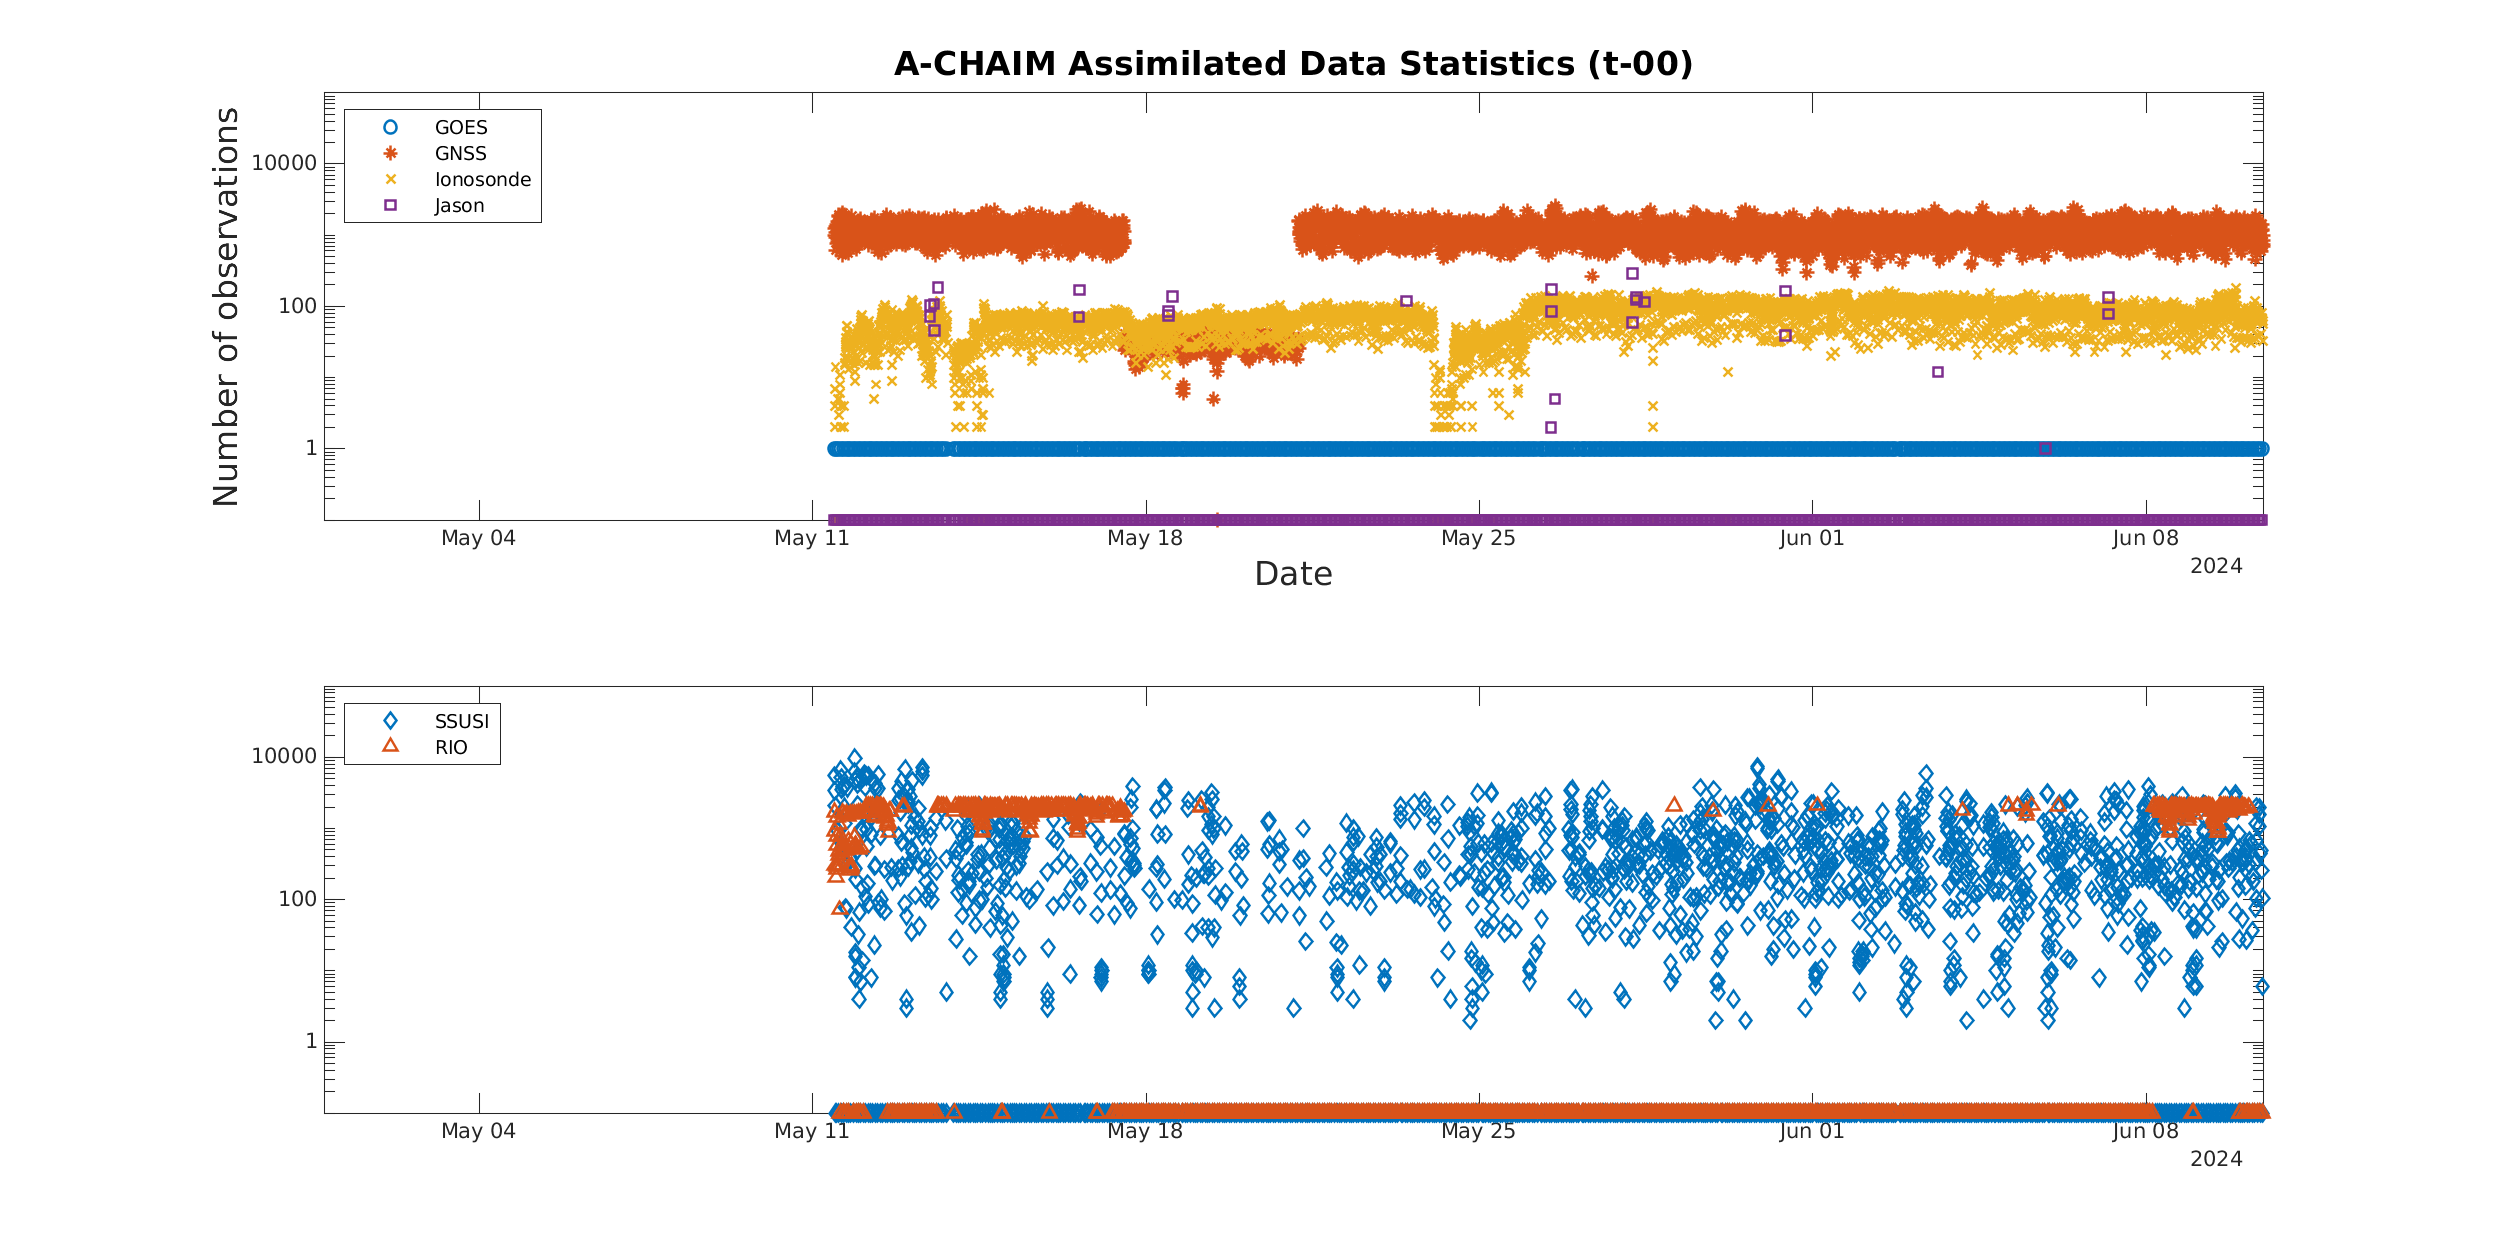 A-CHAIM Assimilated Data Statistics (t-00)
Number of observations
10000
100
1
GOES
GNSS
Ionosonde
Jason
May 04
May 11
May 18
May 25
Jun 01
Jun 08
2024
Date
10000
100
1
SSUSI
RIO
May 04
May 11
May 18
May 25
Jun 01
Jun 08
2024